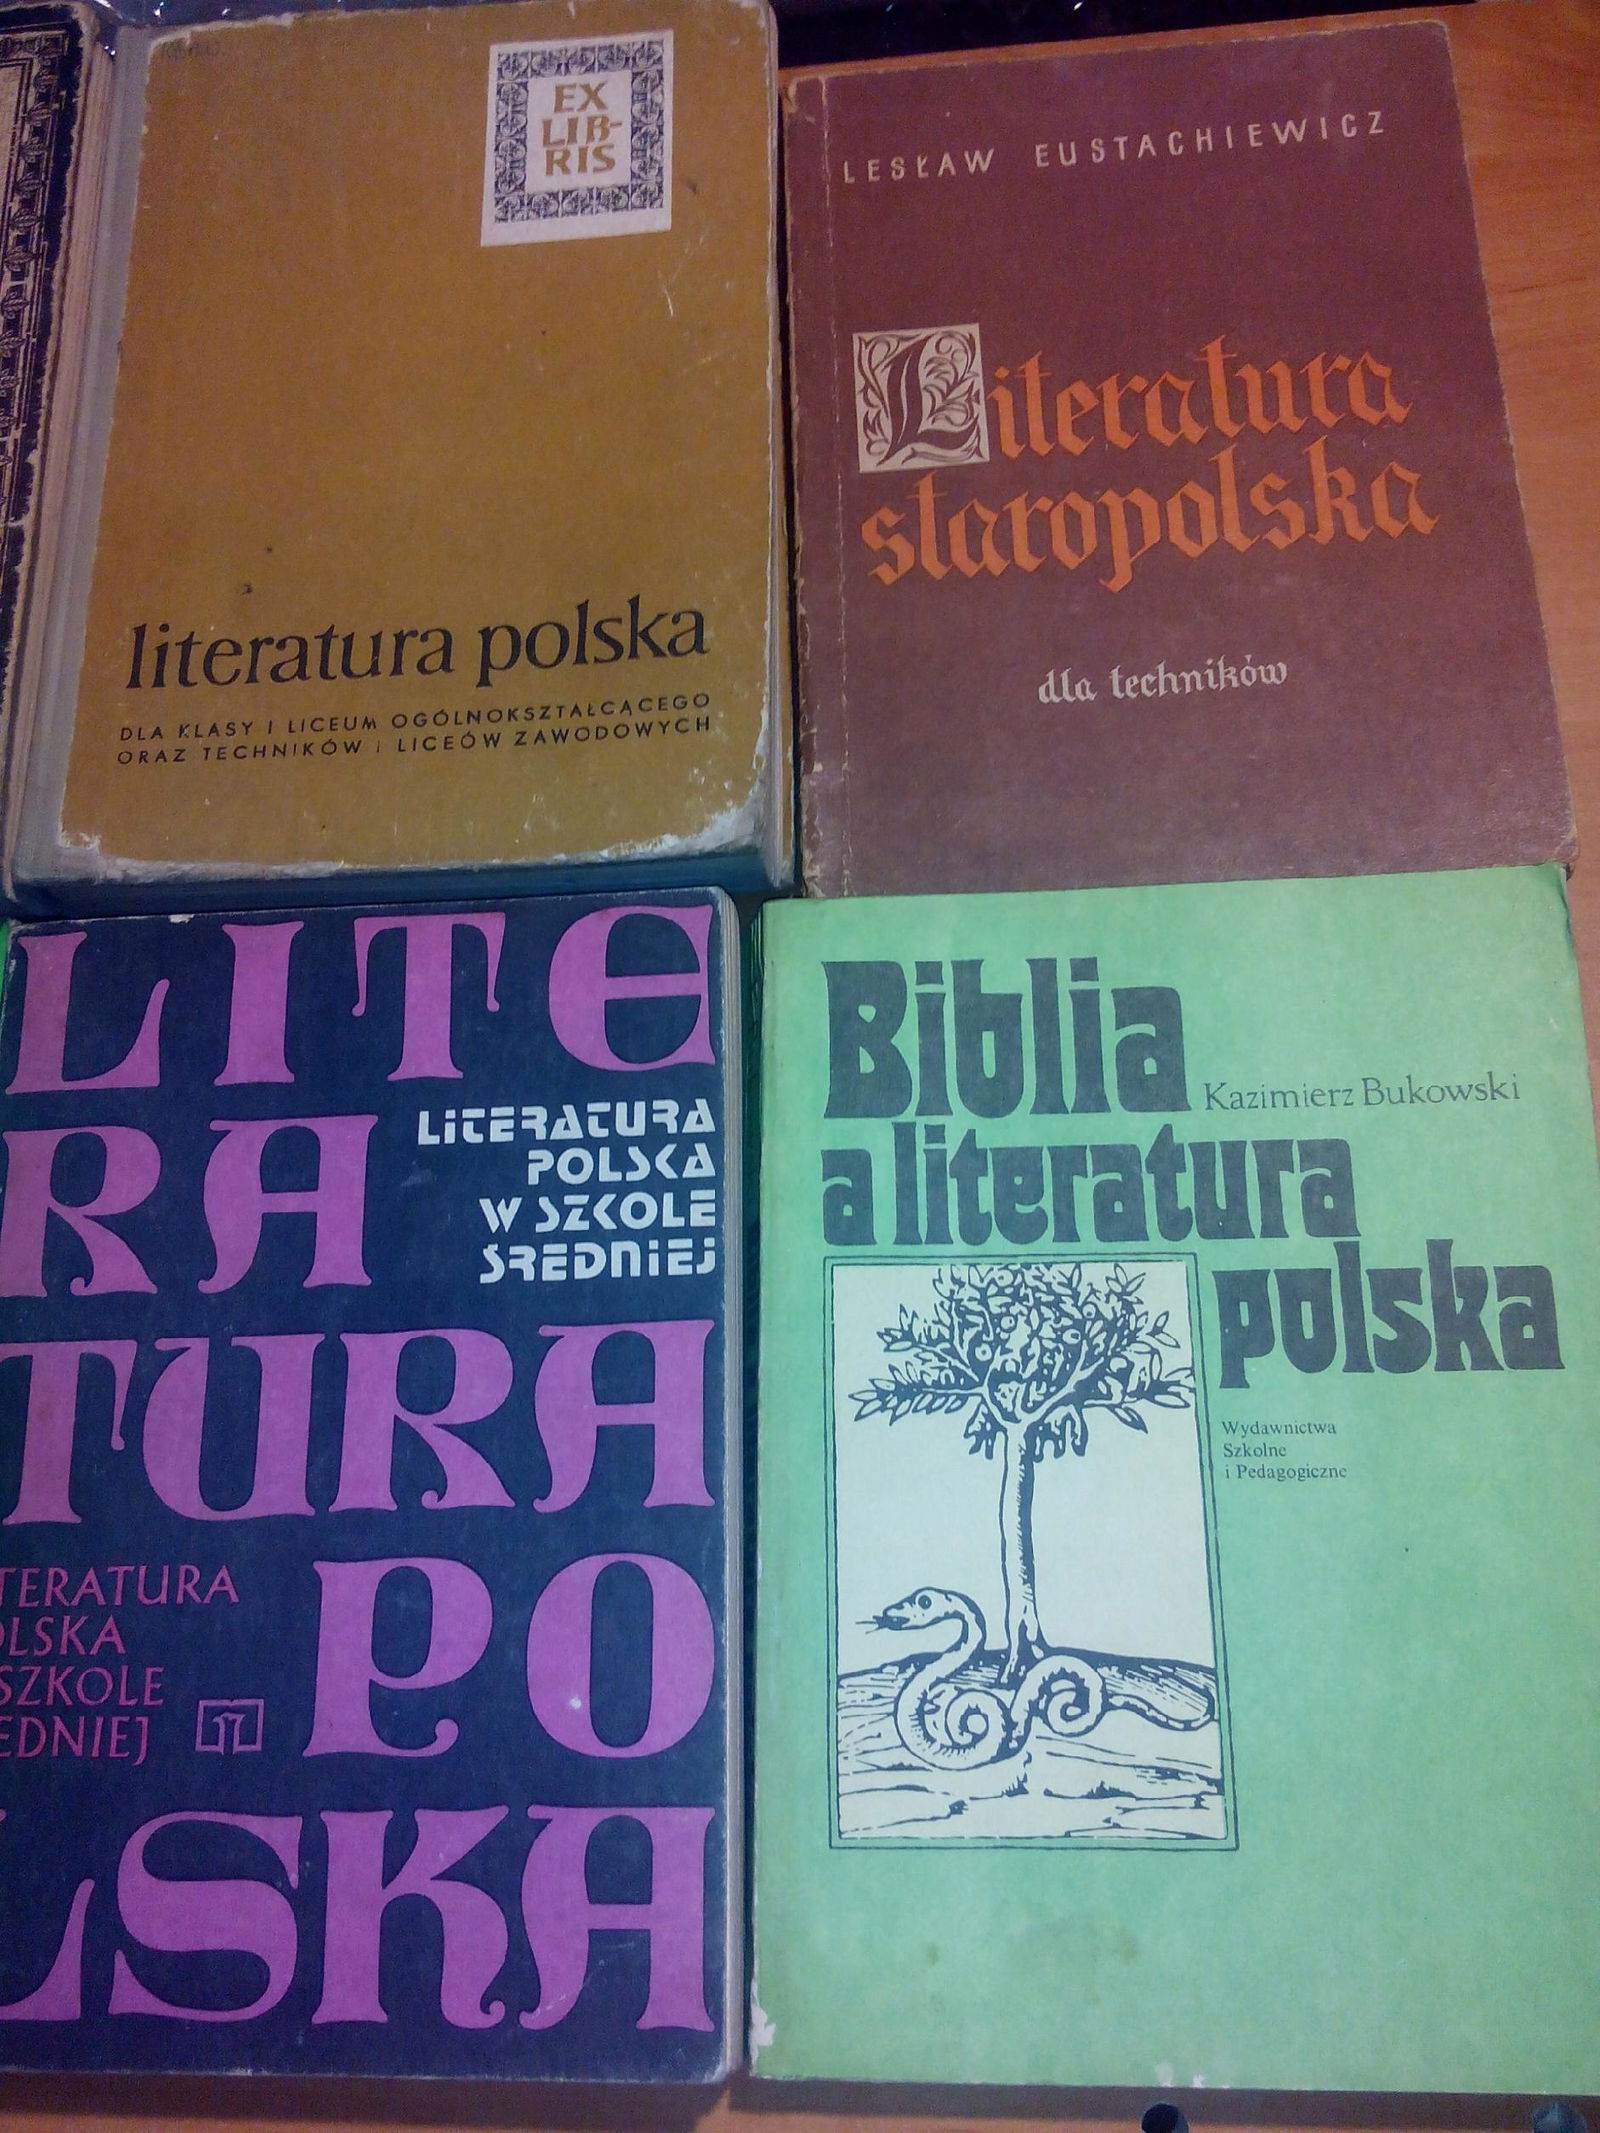 EX
LIB-
RIS
literatura polska
DLA KLASY I LICEUM OGÓLNOKSZTAŁCĄCEGO
ORAZ TECHNIKÓW I LICEÓW ZAWODOWYCH
LESŁAW EUSTACHIEWICZ
Literatura
staropolska
dla techników
LITE
RA
TURA
PO
LSKA
LITERATURA
POLSKA
W SZKOLE
ŚREDNIEJ
TERATURA
OLSKA
SZKOLE
EDNIEJ
Biblia
Kazimierz Bukowski
a literatura
polska
Wydawnictwa
Szkolne
i Pedagogiczne